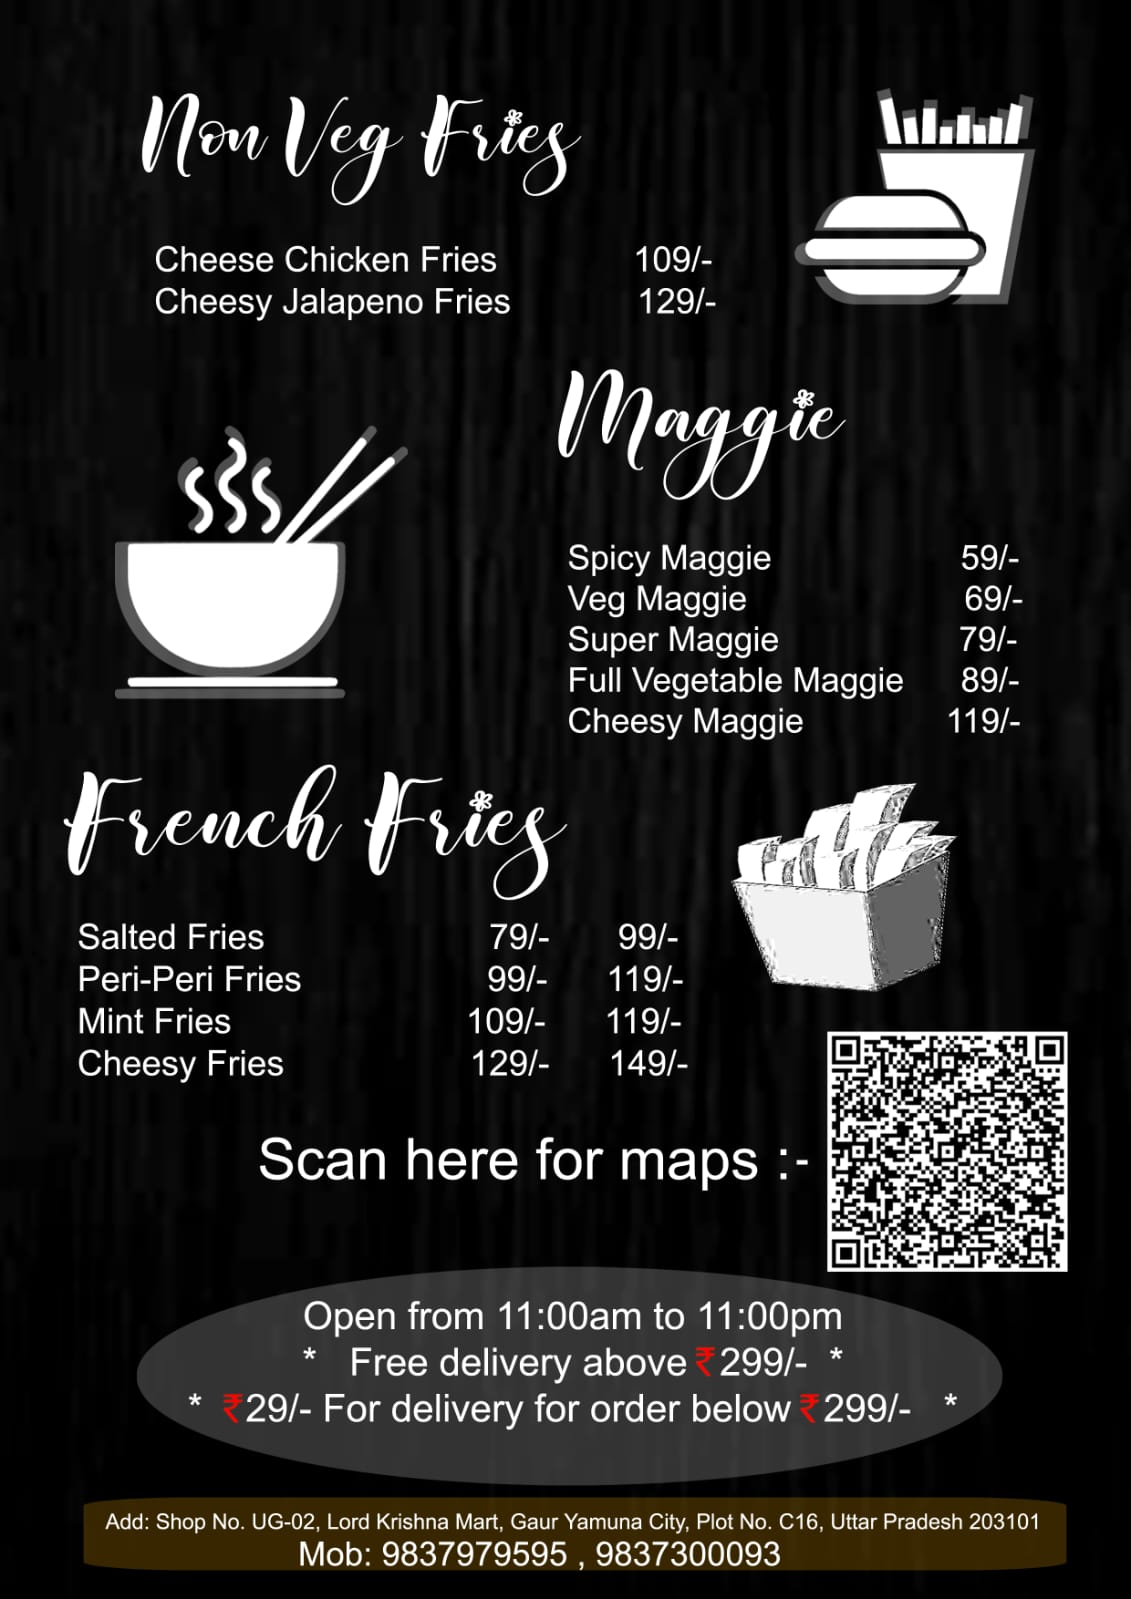 Non Veg Fries
Cheese Chicken Fries 109/-
Cheesy Jalapeno Fries 129/-
Maggie
Spicy Maggie 59/-
Veg Maggie 69/-
Super Maggie 79/-
Full Vegetable Maggie 89/-
Cheesy Maggie 119/-
French Fries
Salted Fries 79/- 99/-
Peri-Peri Fries 99/- 119/-
Mint Fries 109/- 119/-
Cheesy Fries 129/- 149/-
Scan here for maps :-
Open from 11:00am to 11:00pm
* Free delivery above ₹299/- *
* ₹29/- For delivery for order below ₹299/- *
Add: Shop No. UG-02, Lord Krishna Mart, Gaur Yamuna City, Plot No. C16, Uttar Pradesh 203101
Mob: 9837979595 , 9837300093